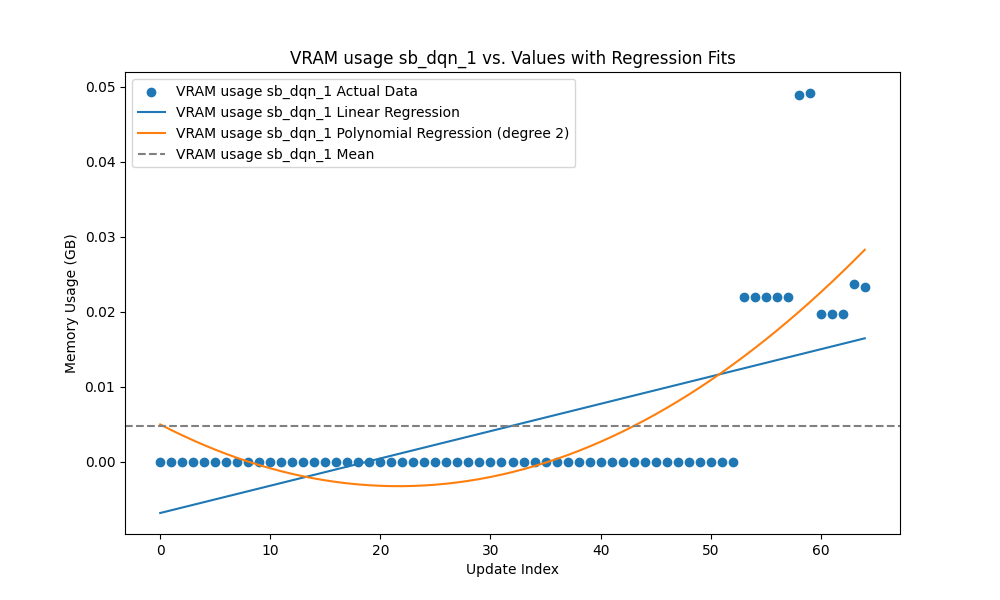 VRAM usage sb_dqn_1 vs. Values with Regression Fits
VRAM usage sb_dqn_1 Actual Data
VRAM usage sb_dqn_1 Linear Regression
VRAM usage sb_dqn_1 Polynomial Regression (degree 2)
VRAM usage sb_dqn_1 Mean
0.05
0.04
0.03
0.02
0.01
0.00
Memory Usage (GB)
0 10 20 30 40 50 60
Update Index